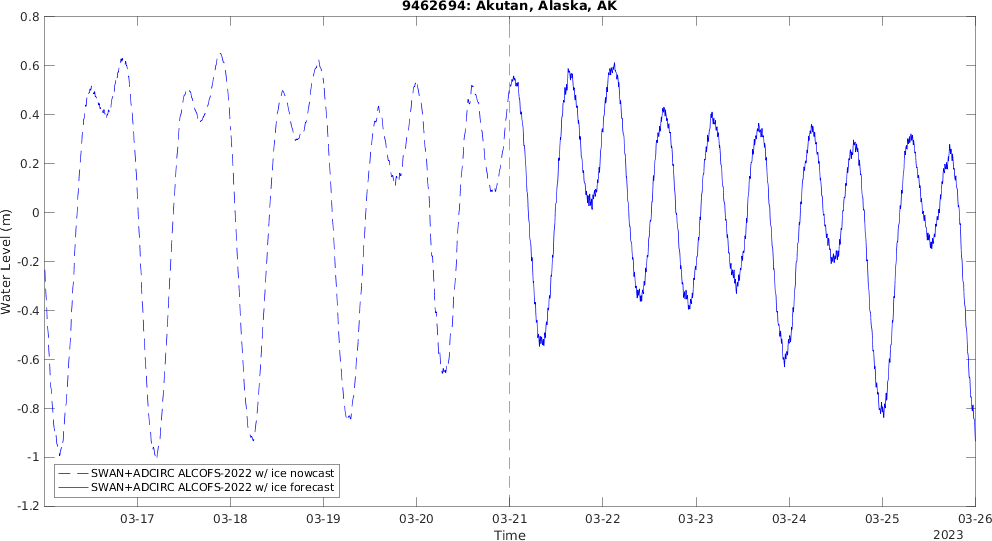 9462694: Akutan, Alaska, AK
0.8
0.6
0.4
0.2
0
-0.2
-0.4
-0.6
-0.8
-1
-1.2
Water Level (m)
SWAN+ADCIRC ALCOFS-2022 w/ ice nowcast
SWAN+ADCIRC ALCOFS-2022 w/ ice forecast
03-17 03-18 03-19 03-20 03-21 03-22 03-23 03-24 03-25 03-26
Time
2023